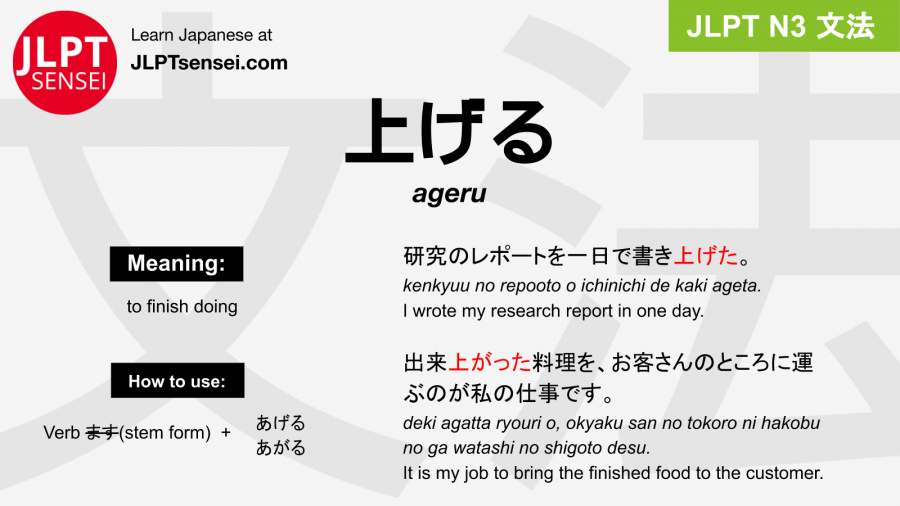 JLPT
SENSEI
Learn Japanese at
JLPTsensei.com
JLPT N3 文法
上げる
ageru
Meaning:
to finish doing
How to use:
Verb ます(stem form) +
あげる
あがる
研究のレポートを一日で書き上げた。
kenkyuu no repooto o ichinichi de kaki ageta.
I wrote my research report in one day.
出来上がった料理を、お客さんのところに運
ぶのが私の仕事です。
deki agatta ryouri o, okyaku san no tokoro ni hakobu
no ga watashi no shigoto desu.
It is my job to bring the finished food to the customer.
文法